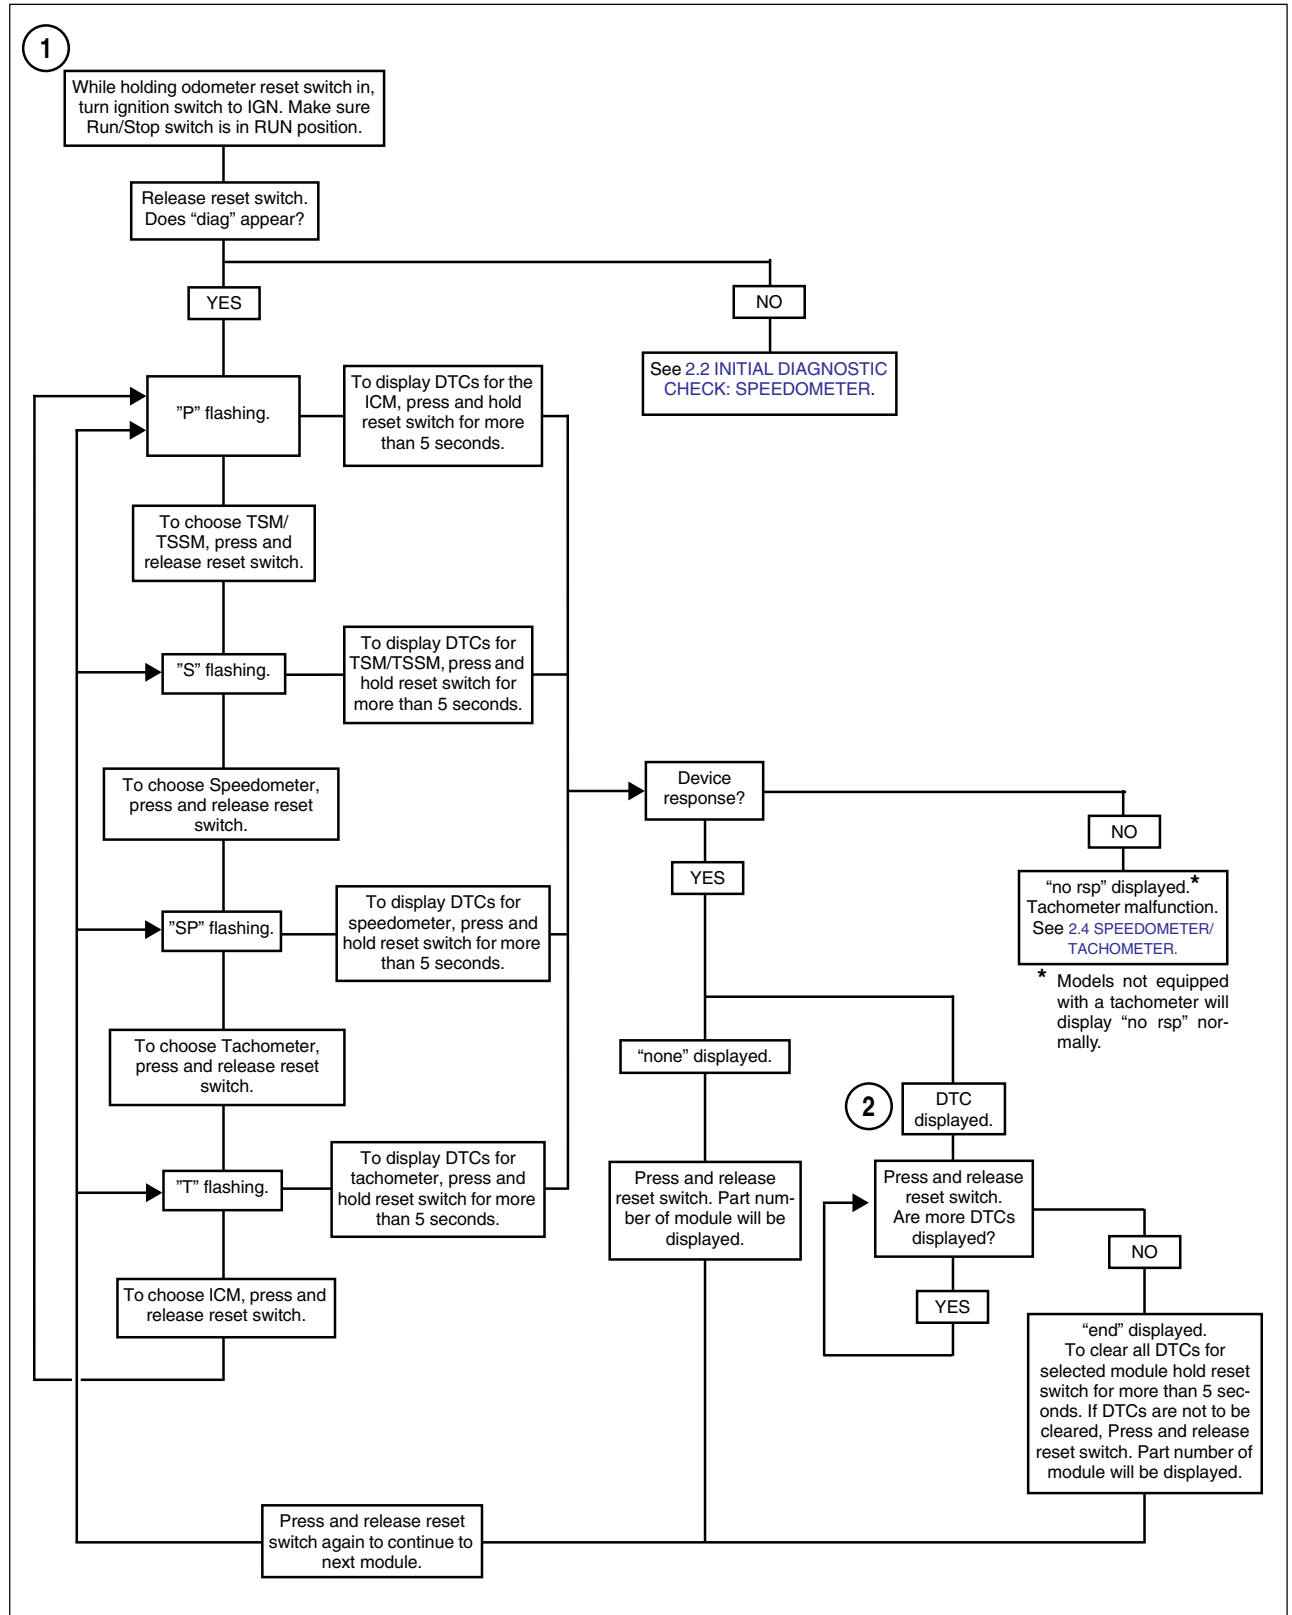 1
While holding odometer reset switch in,
turn ignition switch to IGN. Make sure
Run/Stop switch is in RUN position.
Release reset switch.
Does “diag” appear?
YES
NO
See 2.2 INITIAL DIAGNOSTIC
CHECK: SPEEDOMETER.
”P” flashing.
To display DTCs for the
ICM, press and hold
reset switch for more
than 5 seconds.
To choose TSM/
TSSM, press and
release reset switch.
”S” flashing.
To display DTCs for
TSM/TSSM, press and
hold reset switch for
more than 5 seconds.
To choose Speedometer,
press and release reset
switch.
Device
response?
NO
YES
“no rsp” displayed.*
Tachometer malfunction.
See 2.4 SPEEDOMETER/
TACHOMETER.
* Models not equipped
with a tachometer will
display “no rsp” nor-
mally.
”SP” flashing.
To display DTCs for
speedometer, press and
hold reset switch for more
than 5 seconds.
To choose Tachometer,
press and release reset
switch.
“none” displayed.
2
DTC
displayed.
”T” flashing.
To display DTCs for
tachometer, press and
hold reset switch for more
than 5 seconds.
Press and release
reset switch. Part num-
ber of module will be
displayed.
Press and release
reset switch.
Are more DTCs
displayed?
NO
YES
To choose ICM, press and
release reset switch.
“end” displayed.
To clear all DTCs for
selected module hold reset
switch for more than 5 sec-
onds. If DTCs are not to be
cleared, Press and release
reset switch. Part number of
module will be displayed.
Press and release reset
switch again to continue to
next module.